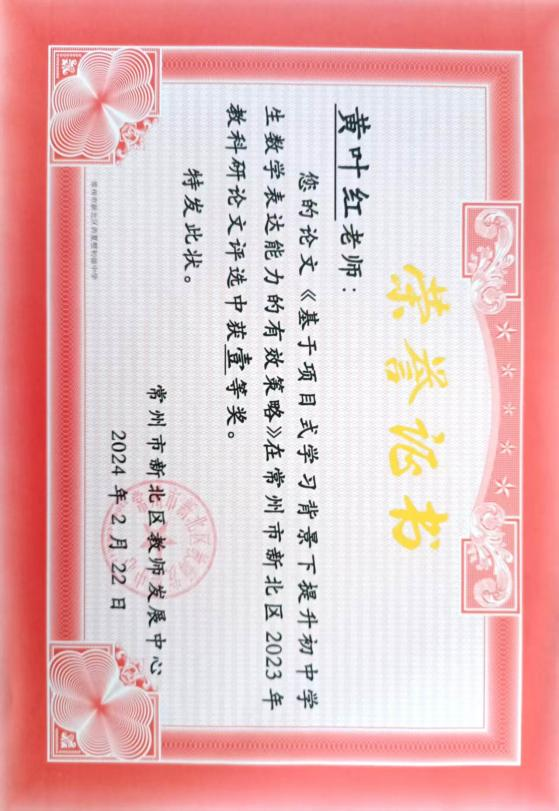 荣誉证书
黄叶红老师：
您的论文《基于项目式学习背景下提升初中学
生数学表达能力的有效策略》在常州市新北区2023年
教科研论文评选中获壹等奖。
特发此状。
常州市新北区教师发展中心
2024年2月22日